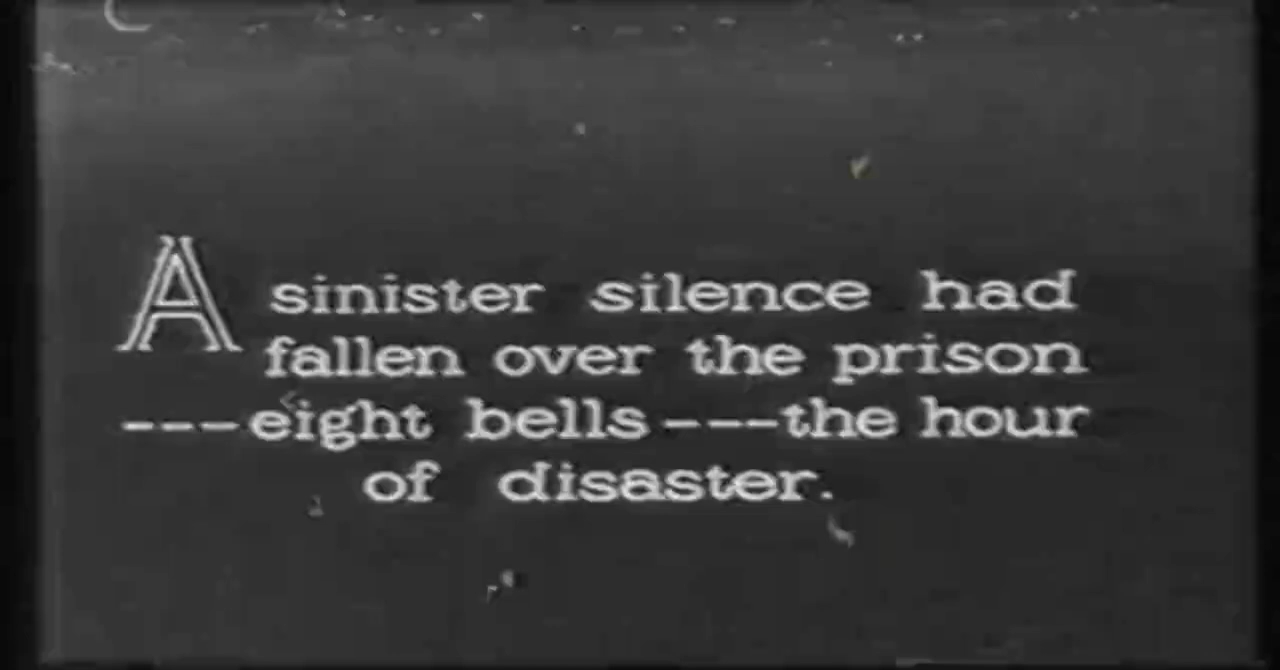 A sinister silence had
fallen over the prison
---eight bells---the hour
of disaster.